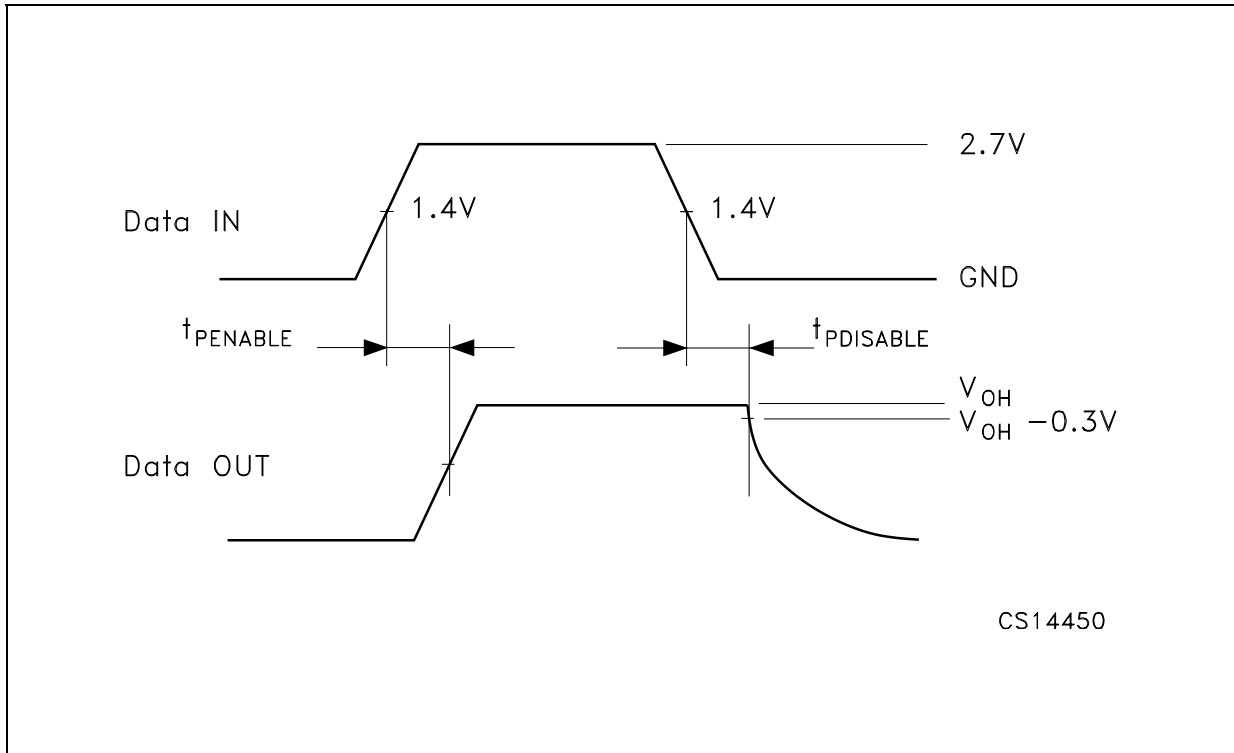 2.7V
1.4V
1.4V
Data IN
GND
tPENABLE
tPDISABLE
VOH
VOH -0.3V
Data OUT
CS14450